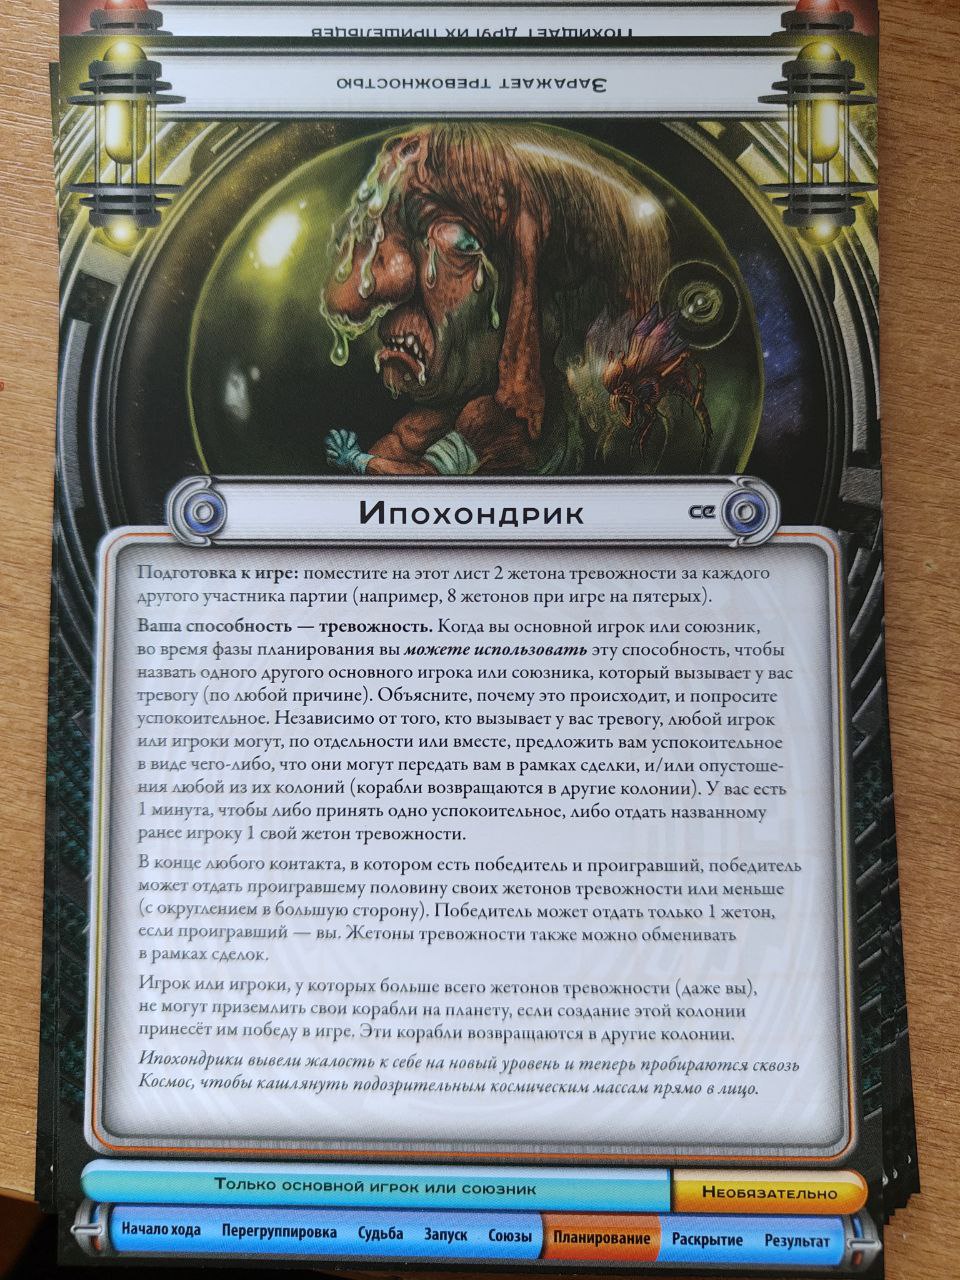 Похищает других пришельцев
Заражает тревожностью
Ипохондрик
ce
Подготовка к игре: поместите на этот лист 2 жетона тревожности за каждого
другого участника партии (например, 8 жетонов при игре на пятерых).
Ваша способность — тревожность. Когда вы основной игрок или союзник,
во время фазы планирования вы можете использовать эту способность, чтобы
назвать одного другого основного игрока или союзника, который вызывает у вас
тревогу (по любой причине). Объясните, почему это происходит, и попросите
успокоительное. Независимо от того, кто вызывает у вас тревогу, любой игрок
или игроки могут, по отдельности или вместе, предложить вам успокоительное
в виде чего-либо, что они могут передать вам в рамках сделки, и/или опустоше-
ния любой из их колоний (корабли возвращаются в другие колонии). У вас есть
1 минута, чтобы либо принять одно успокоительное, либо отдать названному
ранее игроку 1 свой жетон тревожности.
В конце любого контакта, в котором есть победитель и проигравший, победитель
может отдать проигравшему половину своих жетонов тревожности или меньше
(с округлением в большую сторону). Победитель может отдать только 1 жетон,
если проигравший — вы. Жетоны тревожности также можно обменивать
в рамках сделок.
Игрок или игроки, у которых больше всего жетонов тревожности (даже вы),
не могут приземлить свои корабли на планету, если создание этой колонии
принесёт им победу в игре. Эти корабли возвращаются в другие колонии.
Ипохондрики вывели жалость к себе на новый уровень и теперь пробираются сквозь
Космос, чтобы кашлянуть подозрительным космическим массам прямо в лицо.
Только основной игрок или союзник Необязательно
Начало хода Перегруппировка Судьба Запуск Союзы Планирование Раскрытие Результат